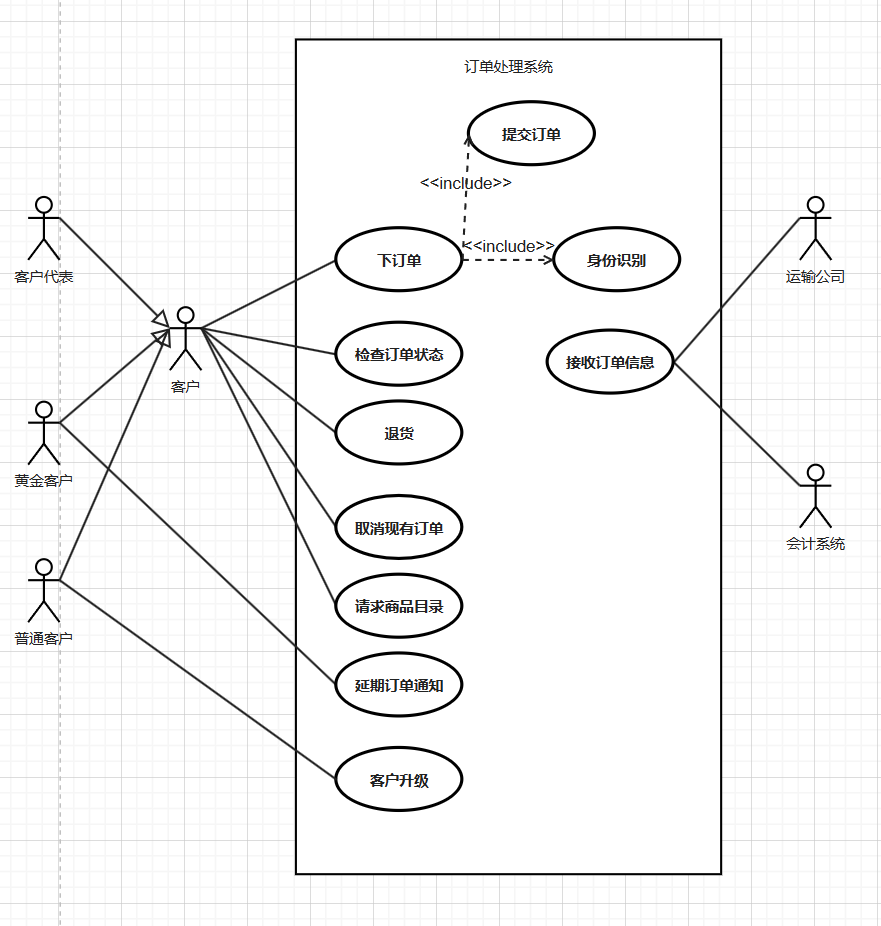 订单处理系统
提交订单
<<include>>
客户代表
下订单
<<include>>
身份识别
运输公司
客户
检查订单状态
接收订单信息
退货
黄金客户
取消现有订单
会计系统
请求商品目录
普通客户
延期订单通知
客户升级